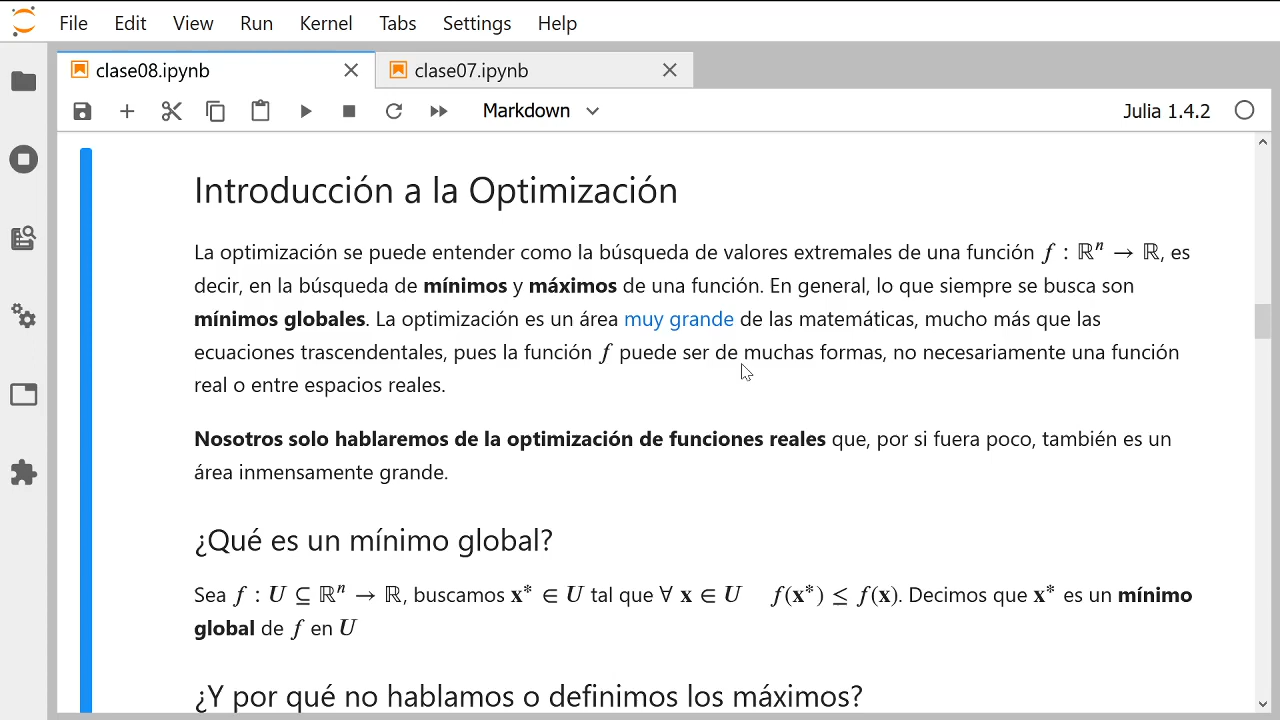 File Edit View Run Kernel Tabs Settings Help
clase08.ipynb clase07.ipynb
Markdown Julia 1.4.2
Introducción a la Optimización
La optimización se puede entender como la búsqueda de valores extremales de una función f : ℝⁿ → ℝ, es
decir, en la búsqueda de mínimos y máximos de una función. En general, lo que siempre se busca son
mínimos globales. La optimización es un área muy grande de las matemáticas, mucho más que las
ecuaciones trascendentales, pues la función f puede ser de muchas formas, no necesariamente una función
real o entre espacios reales.
Nosotros solo hablaremos de la optimización de funciones reales que, por si fuera poco, también es un
área inmensamente grande.
¿Qué es un mínimo global?
Sea f : U ⊆ ℝⁿ → ℝ, buscamos x* ∈ U tal que ∀ x ∈ U f(x*) ≤ f(x). Decimos que x* es un mínimo
global de f en U
¿Y por qué no hablamos o definimos los máximos?